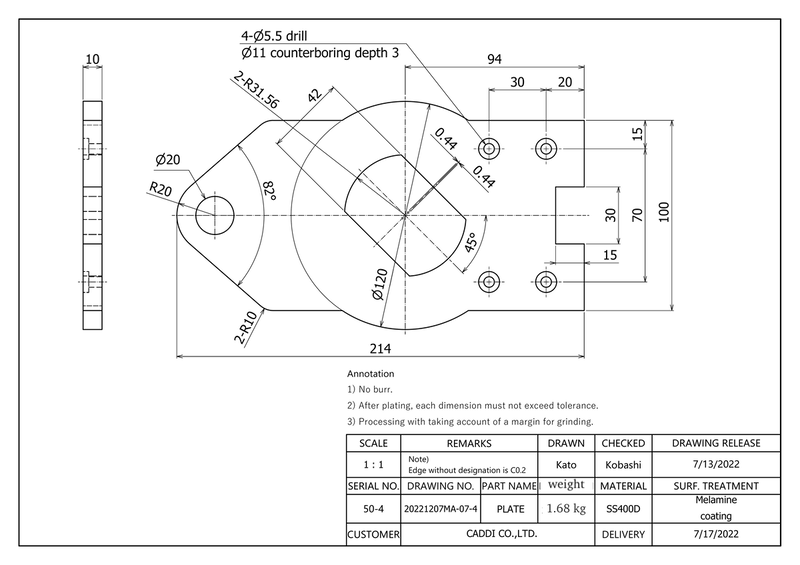 4-Ø5.5 drill
Ø11 counterboring depth 3
10
94
30
20
2-R31.56
42
0.44
0.44
15
Ø20
R20
82°
45°
30
70
100
15
Ø120
2-R10
214
Annotation
1) No burr.
2) After plating, each dimension must not exceed tolerance.
3) Processing with taking account of a margin for grinding.
SCALE REMARKS DRAWN CHECKED DRAWING RELEASE
1 : 1 Note) Kato Kobashi 7/13/2022
Edge without designation is C0.2
SERIAL NO. DRAWING NO. PART NAME weight MATERIAL SURF. TREATMENT
50-4 20221207MA-07-4 PLATE 1.68 kg SS400D Melamine
coating
CUSTOMER CADDI CO.,LTD. DELIVERY 7/17/2022